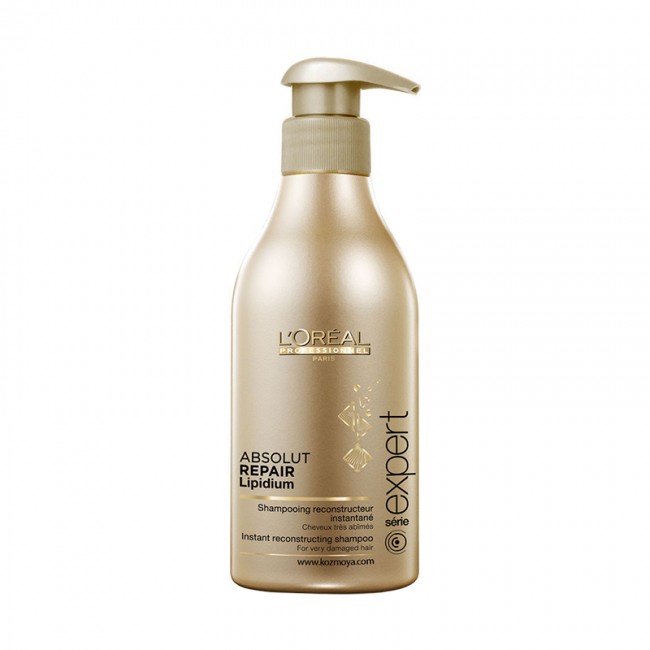 L'ORÉAL
PROFESSIONNEL
PARIS
ABSOLUT
REPAIR
Lipidium
Shampooing reconstructeur
instantané
Cheveux très abîmés
Instant reconstructing shampoo
For very damaged hair
www.kozmoya.com
série expert